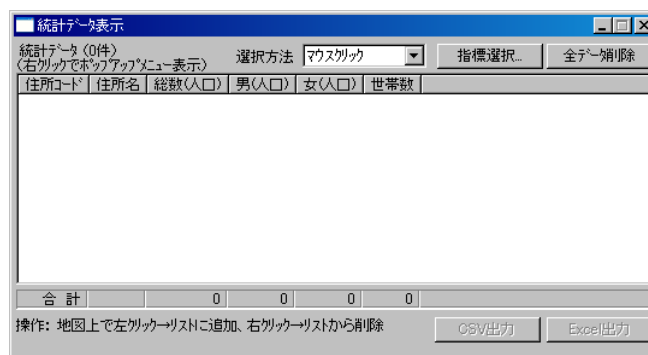 統計データ表示
統計データ (0件)
(右クリックでポップアップメニュー表示)
選択方法 マウスクリック 指標選択... 全データ削除
住所コード 住所名 総数(人口) 男(人口) 女(人口) 世帯数
合 計 0 0 0 0
操作: 地図上で左クリック→リストに追加、右クリック→リストから削除
CSV出力 Excel出力